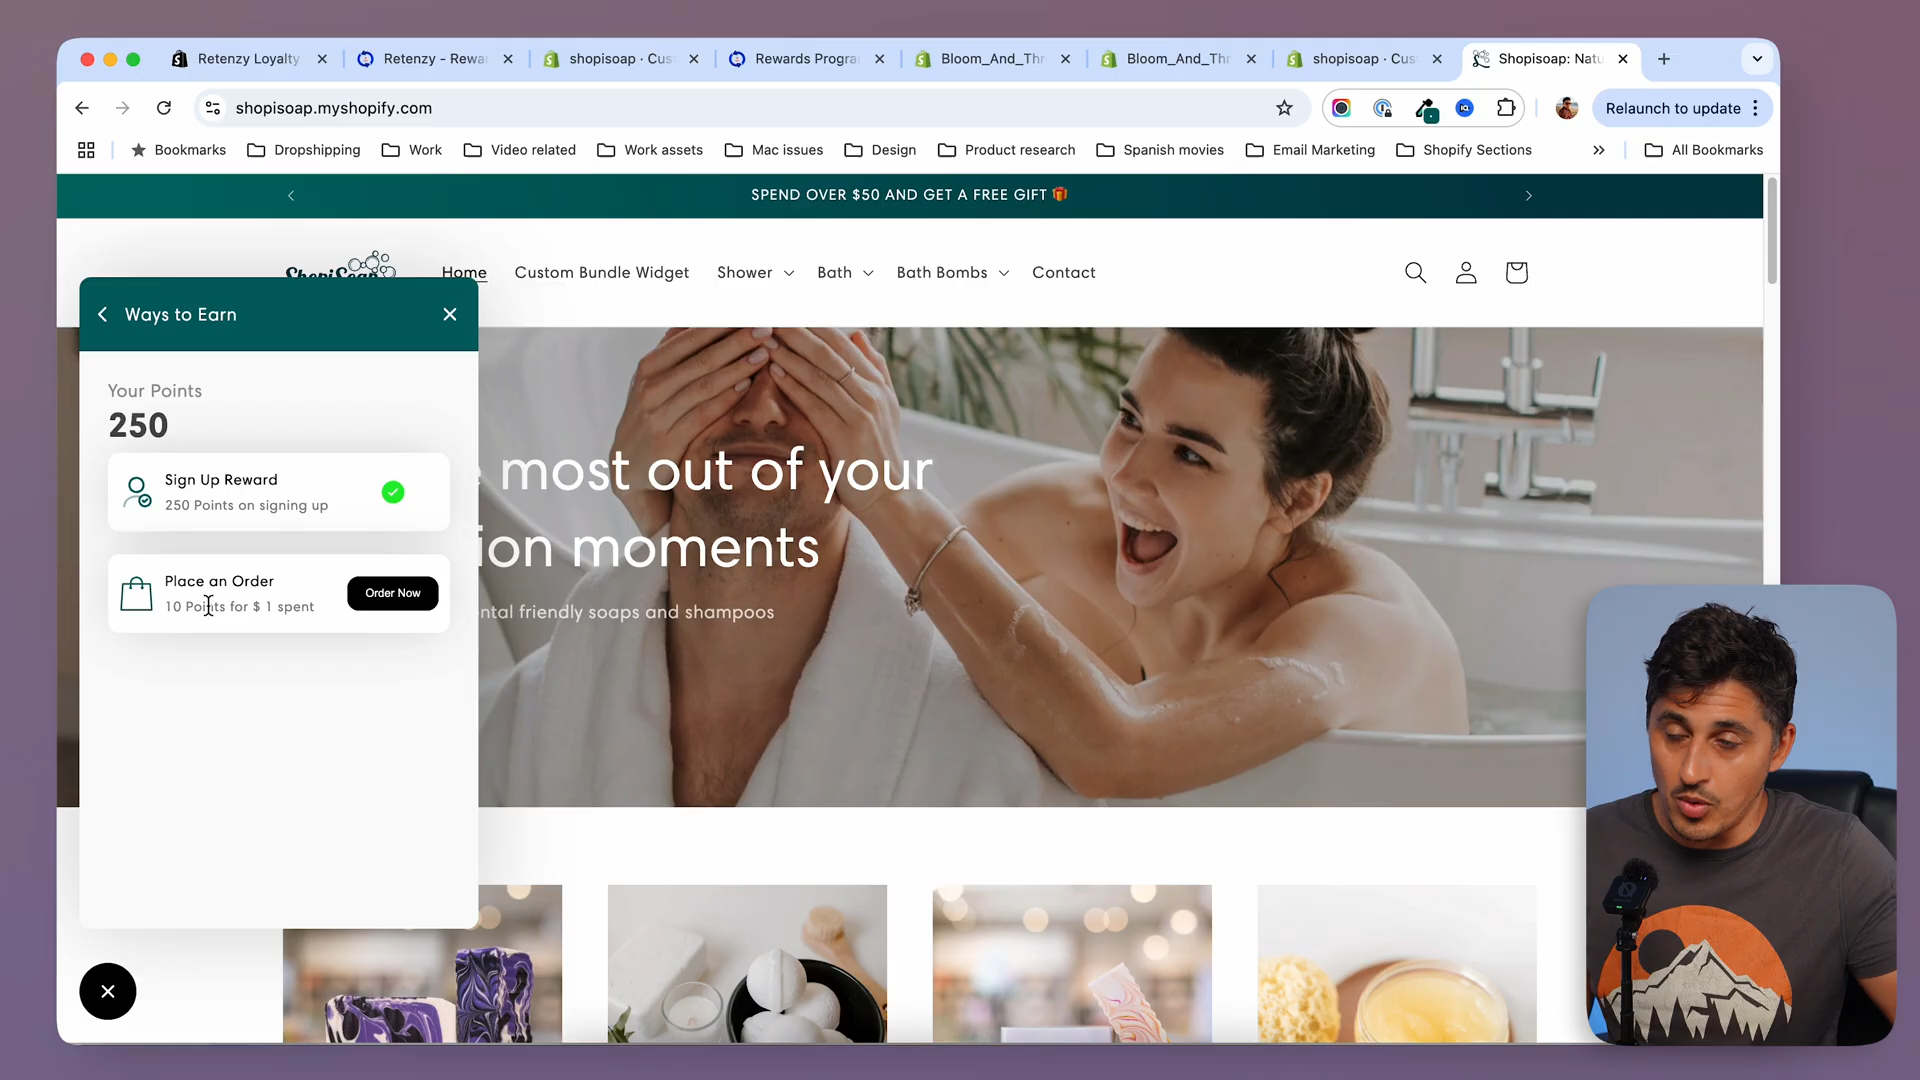 Retenzy Loyalty
Retenzy - Rewa
shopisoap · Cus
Rewards Progra
Bloom_And_Thr
Bloom_And_Thr
shopisoap · Cus
Shopisoap: Natu
shopisoap.myshopify.com
Relaunch to update
Bookmarks
Dropshipping
Work
Video related
Work assets
Mac issues
Design
Product research
Spanish movies
Email Marketing
Shopify Sections
All Bookmarks
SPEND OVER $50 AND GET A FREE GIFT
ShopiSoap
Home
Custom Bundle Widget
Shower
Bath
Bath Bombs
Contact
Ways to Earn
Your Points
250
Sign Up Reward
250 Points on signing up
Place an Order
10 Points for $ 1 spent
Order Now
most out of your
ion moments
ntal friendly soaps and shampoos